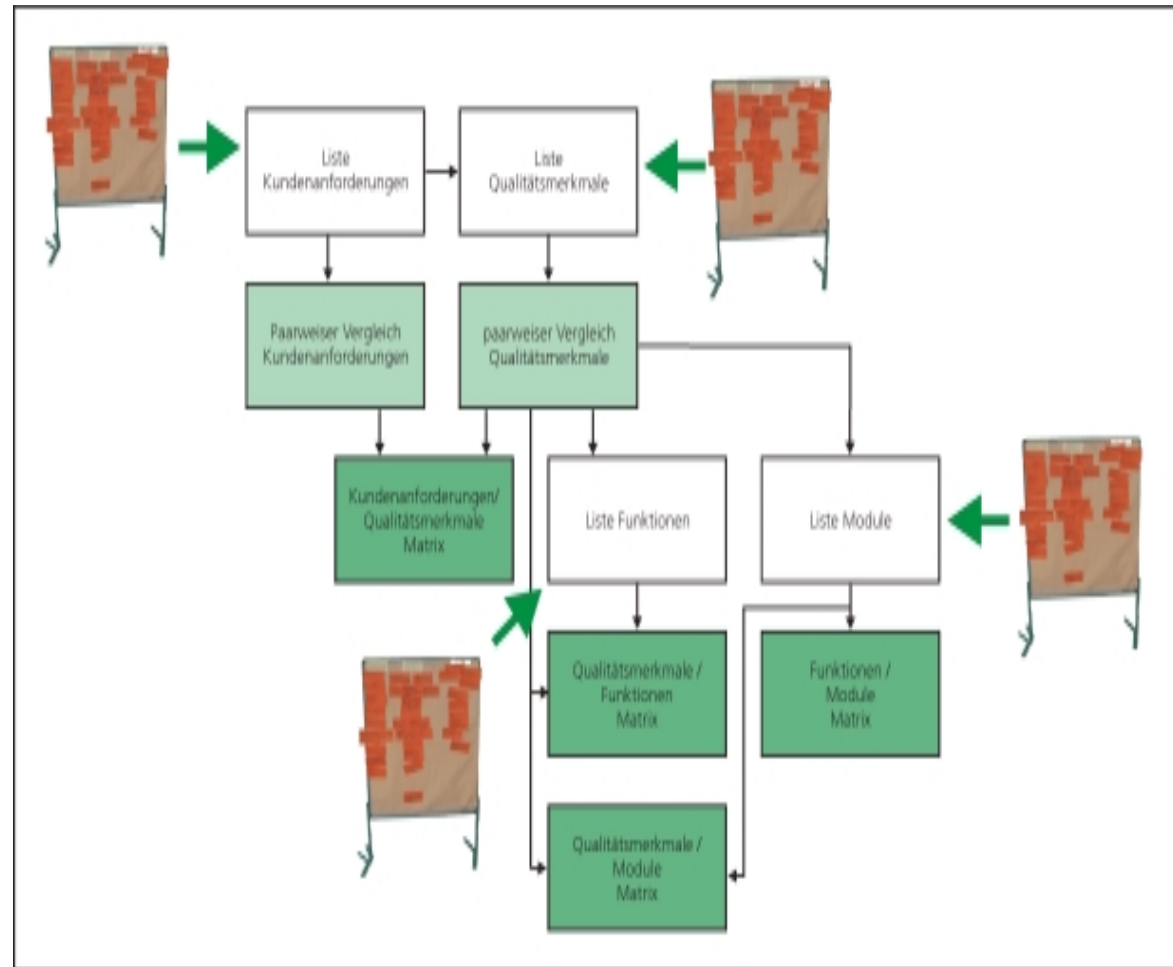 Liste
Kundenanforderungen
Liste
Qualitätsmerkmale
Paarweiser Vergleich
Kundenanforderungen
paarweiser Vergleich
Qualitätsmerkmale
Kundenanforderungen/
Qualitätsmerkmale
Matrix
Liste Funktionen
Liste Module
Qualitätsmerkmale /
Funktionen
Matrix
Funktionen /
Module
Matrix
Qualitätsmerkmale /
Module
Matrix